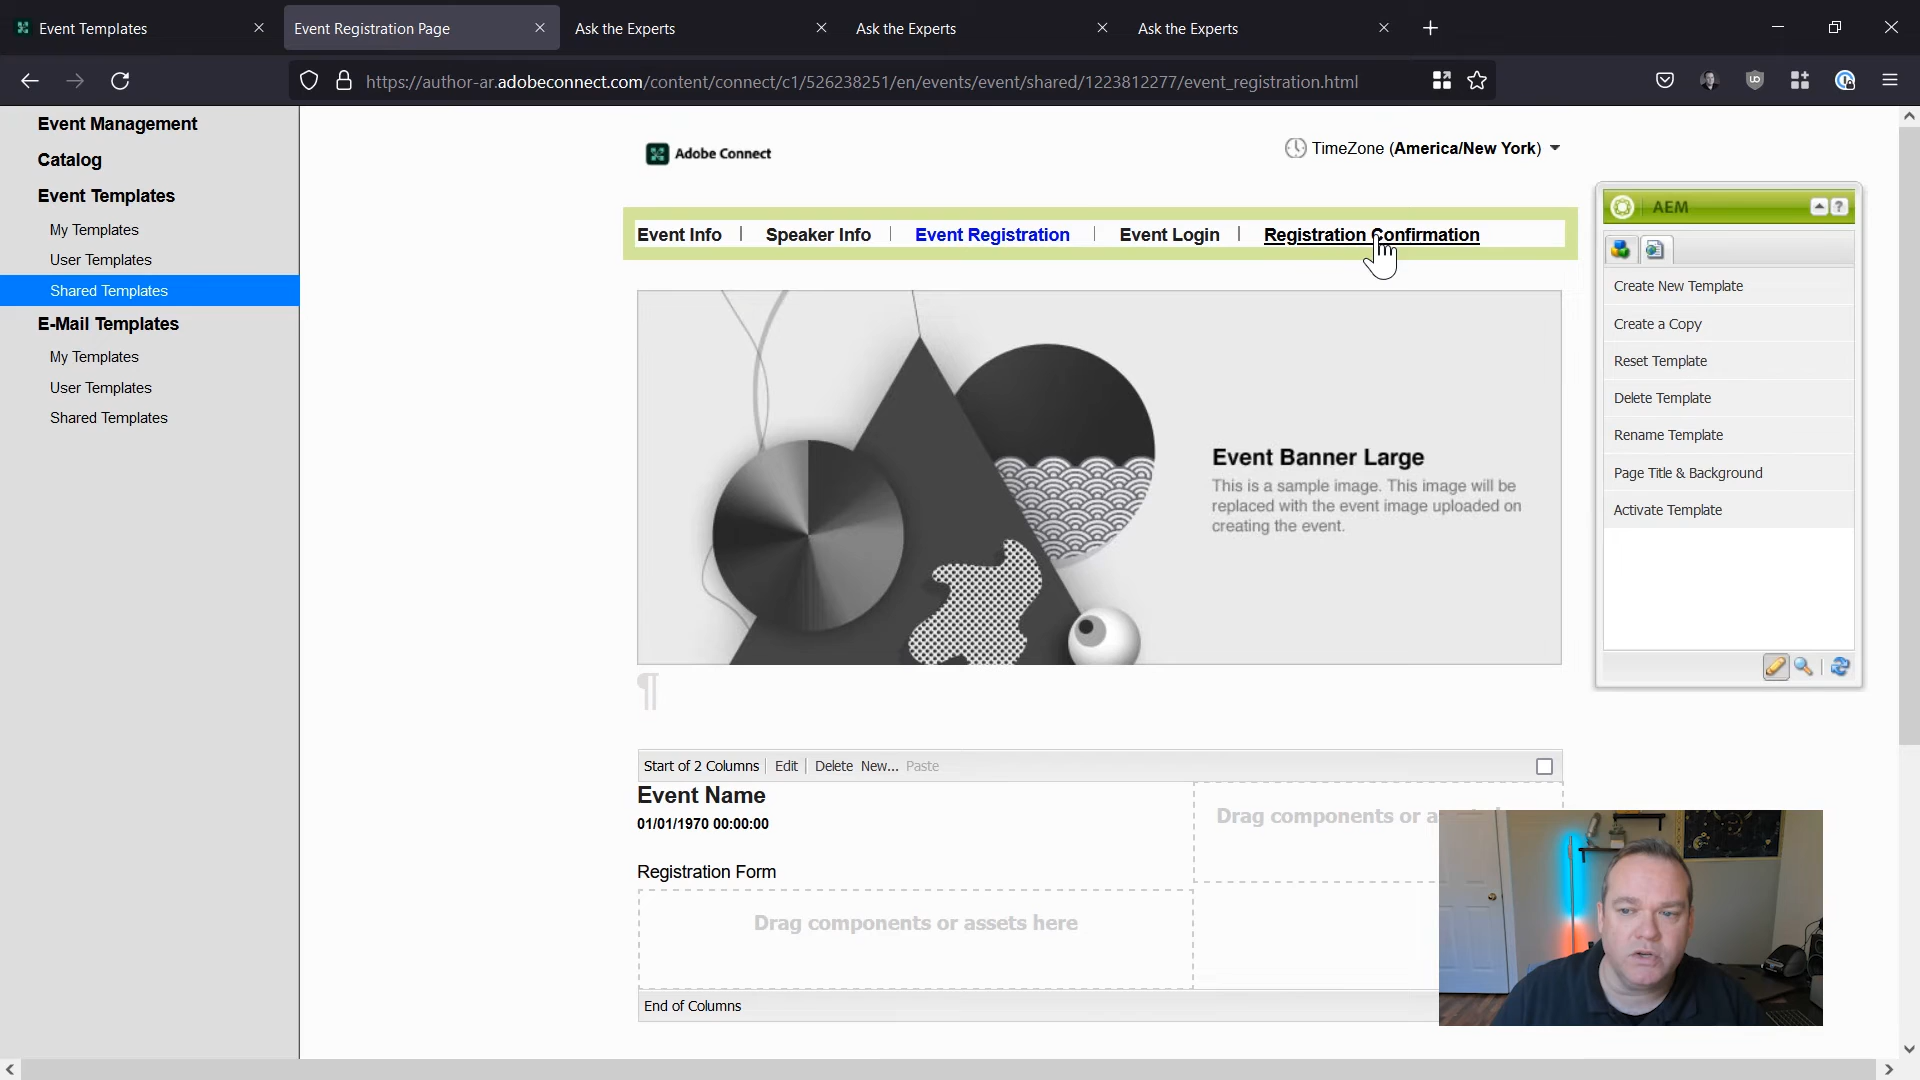 Event Templates
Event Registration Page
Ask the Experts
Ask the Experts
Ask the Experts
https://author-ar.adobeconnect.com/content/connect/c1/526238251/en/events/event/shared/1223812277/event_registration.html
Event Management
Catalog
Event Templates
My Templates
User Templates
Shared Templates
E-Mail Templates
My Templates
User Templates
Shared Templates
Adobe Connect
TimeZone (America/New York)
Event Info | Speaker Info | Event Registration | Event Login | Registration Confirmation
Event Banner Large
This is a sample image. This image will be
replaced with the event image uploaded on
creating the event.
¶
Start of 2 Columns | Edit | Delete New... Paste
Event Name
01/01/1970 00:00:00
Registration Form
Drag components or assets here
Drag components or a
End of Columns
AEM
?
Create New Template
Create a Copy
Reset Template
Delete Template
Rename Template
Page Title & Background
Activate Template